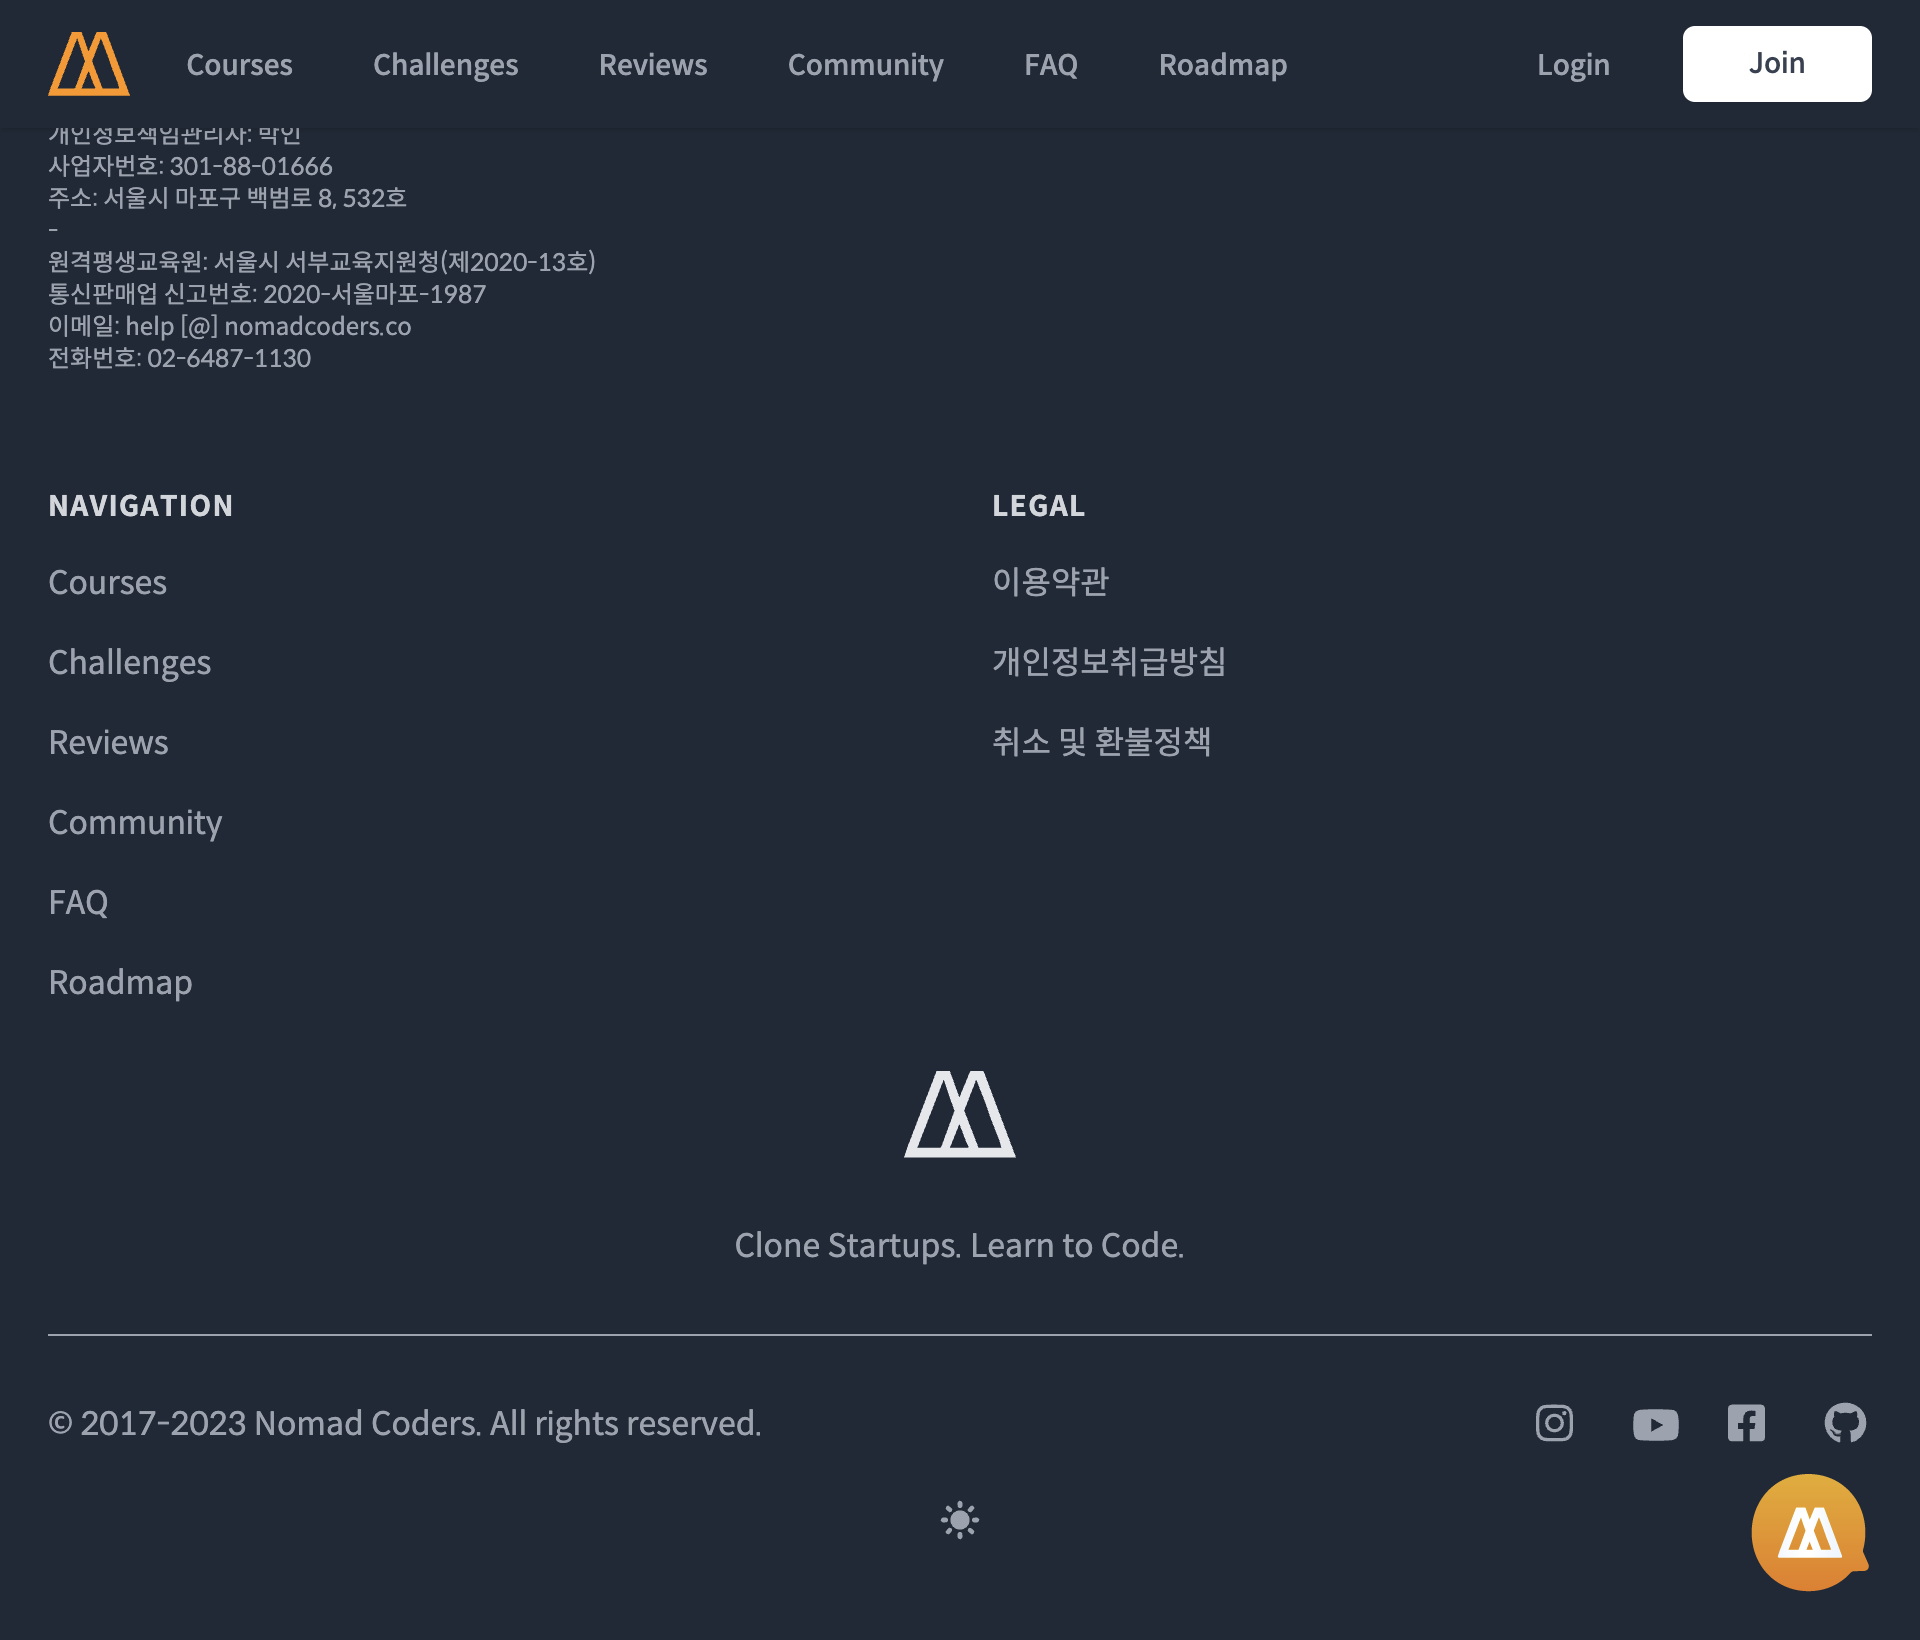 Courses Challenges Reviews Community FAQ Roadmap Login Join
개인정보책임관리자: 박인
사업자번호: 301-88-01666
주소: 서울시 마포구 백범로 8, 532호
-
원격평생교육원: 서울시 서부교육지원청(제2020-13호)
통신판매업 신고번호: 2020-서울마포-1987
이메일: help [@] nomadcoders.co
전화번호: 02-6487-1130
NAVIGATION
Courses
Challenges
Reviews
Community
FAQ
Roadmap
LEGAL
이용약관
개인정보취급방침
취소 및 환불정책
Clone Startups. Learn to Code.
© 2017-2023 Nomad Coders. All rights reserved.